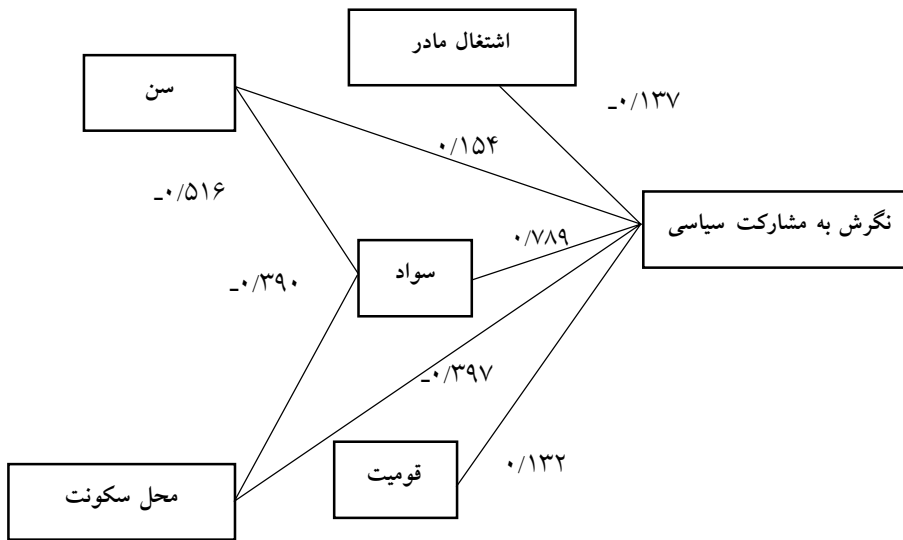 اشتغال مادر
سن
-۰/۱۳۷
۰/۱۵۴
-۰/۵۱۶
نگرش به مشارکت سیاسی
۰/۷۸۹
سواد
-۰/۳۹۰
-۰/۳۹۷
قومیت
۰/۱۳۲
محل سکونت